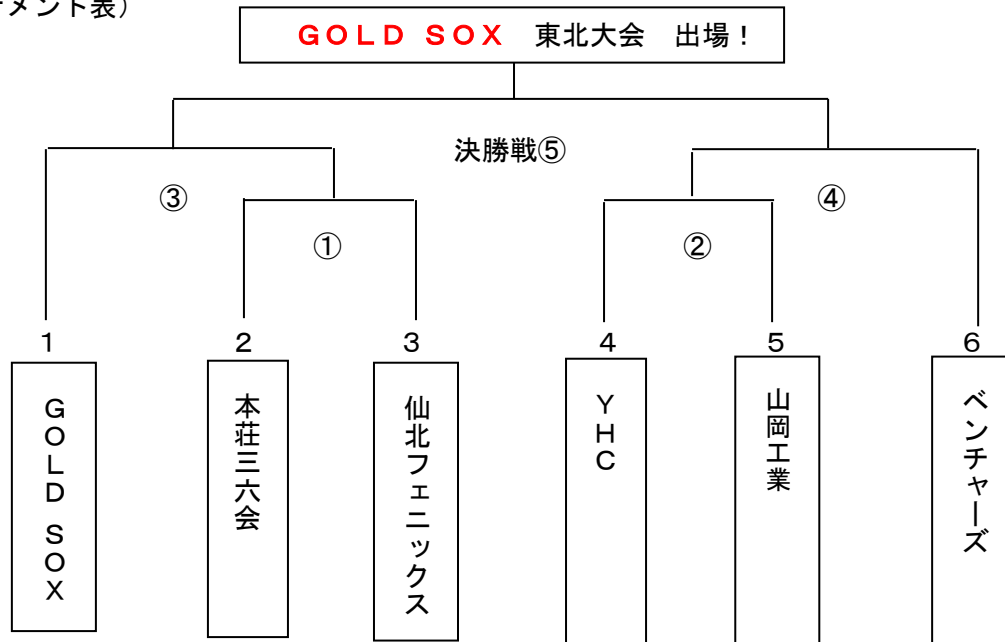 ーナメント表）
ＧＯＬＤ ＳＯＸ　東北大会　出場！
決勝戦⑤
③
④
①
②
１
２
３
４
５
６
ＧＯＬＤ ＳＯＸ
本荘三六会
仙北フェニックス
ＹＨＣ
山岡工業
ベンチャーズ